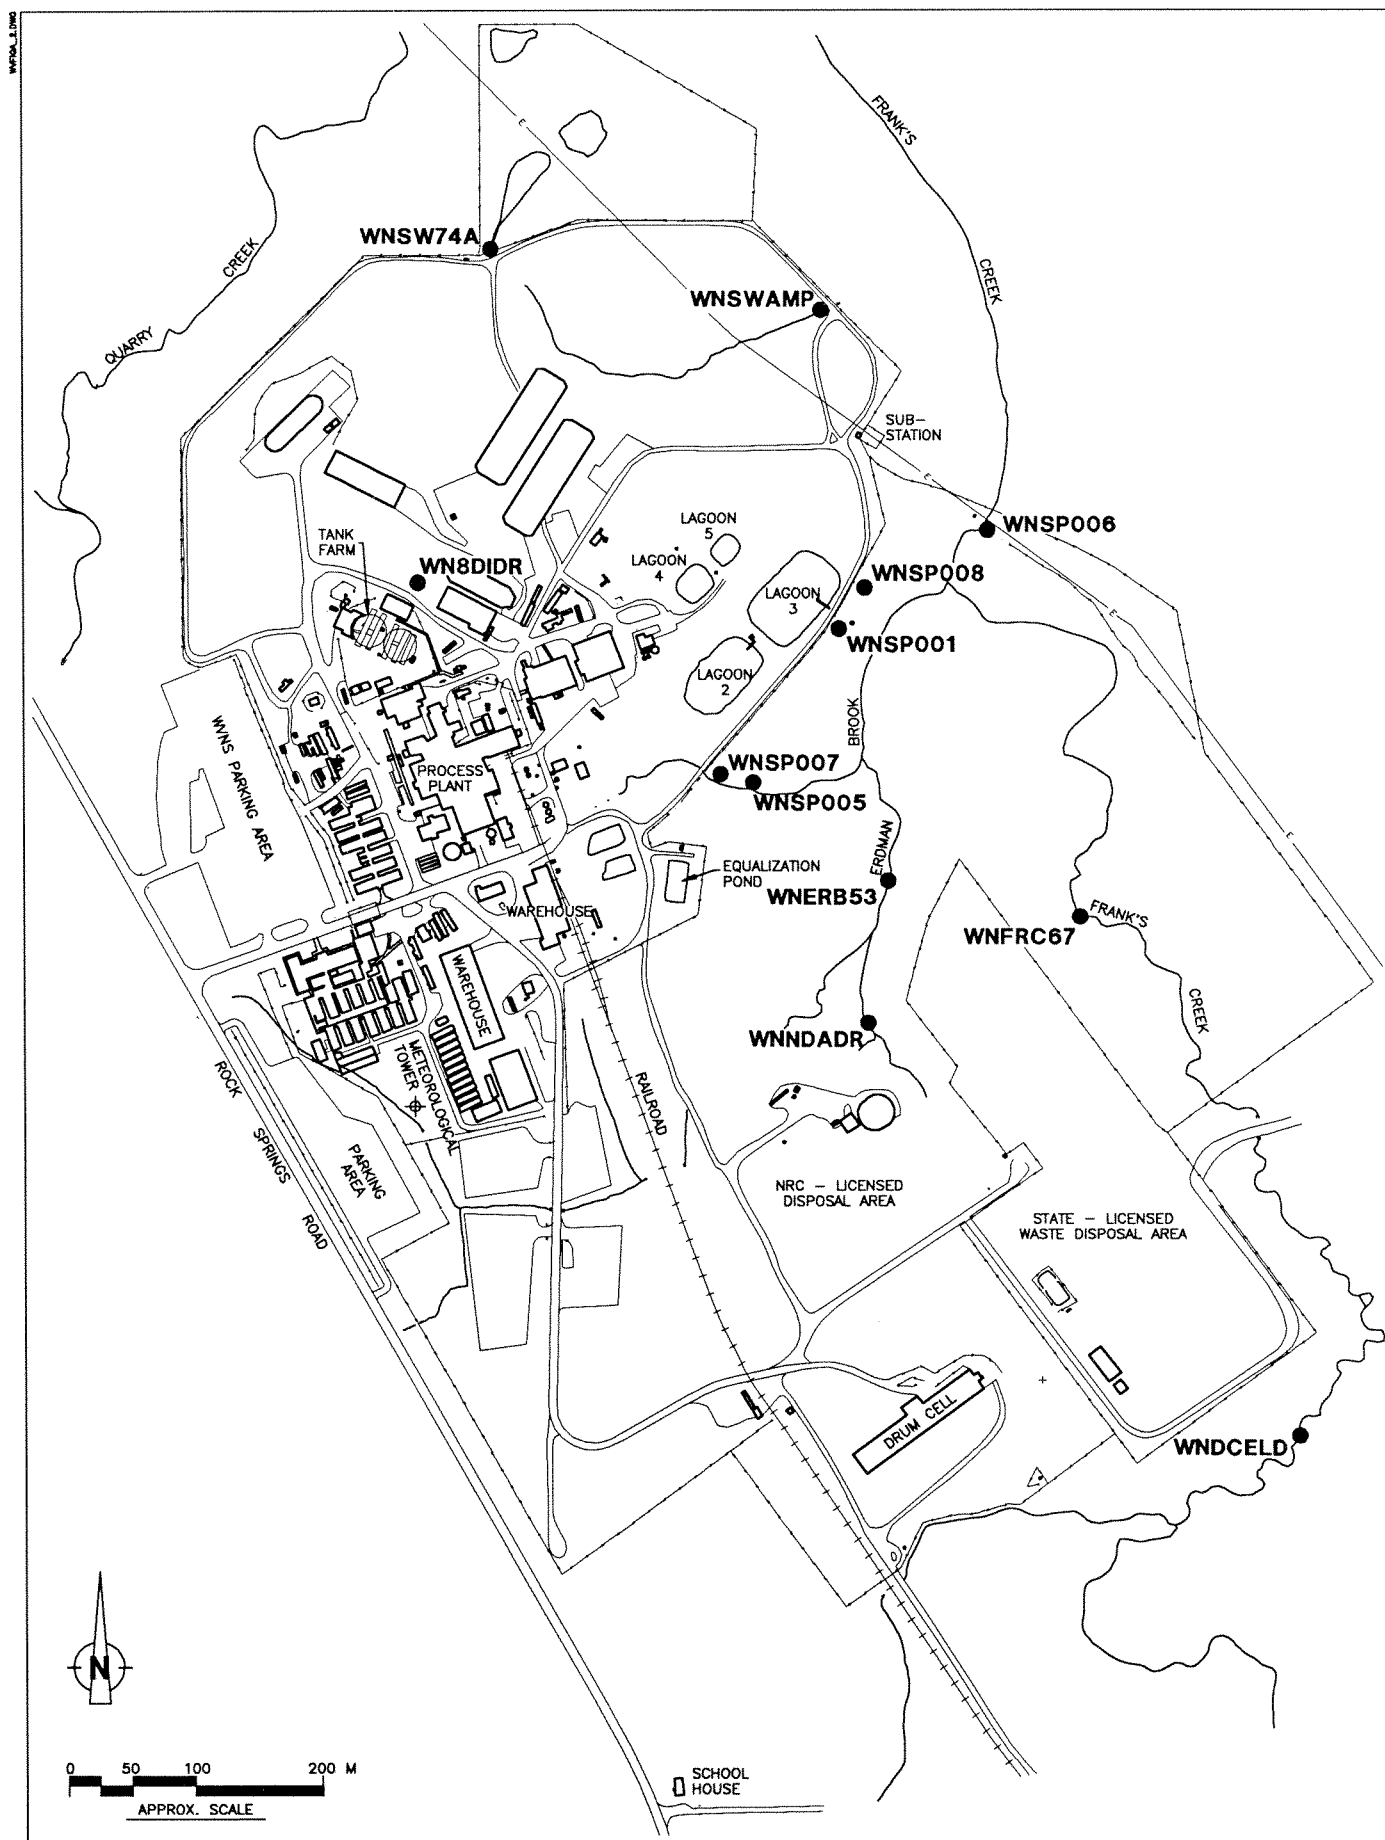 WVFIGA_2.DWG
FRANK'S
CREEK
QUARRY
CREEK
E
WNSW74A
WNSWAMP
SUB-
STATION
E
LAGOON
5
LAGOON
4
TANK
FARM
WN8DIDR
LAGOON
3
WNSP006
WNSP008
WNSP001
E
LAGOON
2
BROOK
WVNS PARKING AREA
PROCESS
PLANT
WNSP007
WNSP005
E
ERDMAN
EQUALIZATION
POND
WNERB53
WAREHOUSE
FRANK'S
WNFRC67
CREEK
WAREHOUSE
WNNDADR
METEOROLOGICAL
TOWER
RAILROAD
ROCK
SPRINGS
ROAD
PARKING
AREA
NRC - LICENSED
DISPOSAL AREA
STATE - LICENSED
WASTE DISPOSAL AREA
DRUM CELL
WNDCELD
N
0 50 100 200 M
APPROX. SCALE
SCHOOL
HOUSE